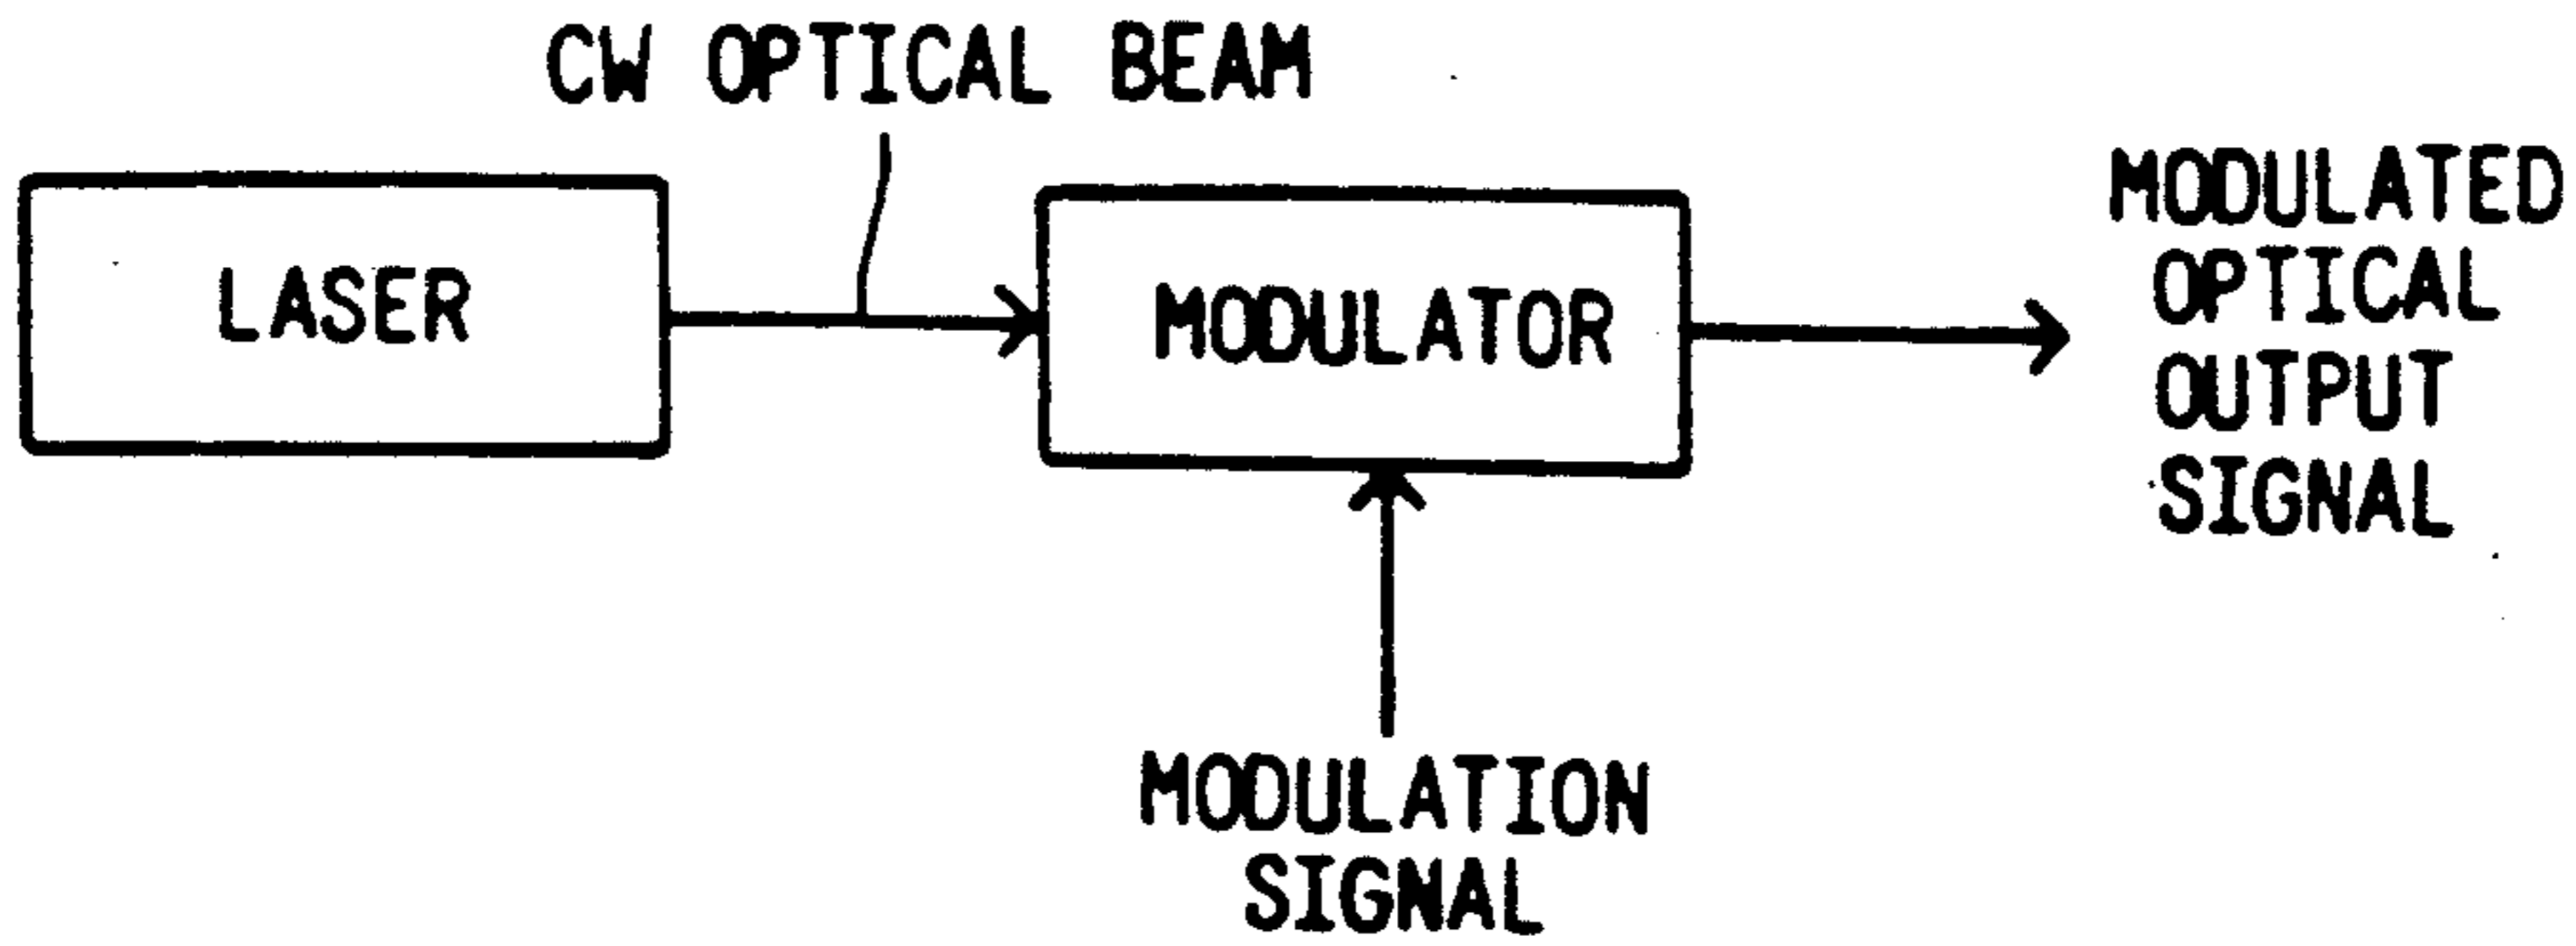 CW OPTICAL BEAM
LASER
MODULATOR
MODULATED
OPTICAL
OUTPUT
SIGNAL
MODULATION
SIGNAL